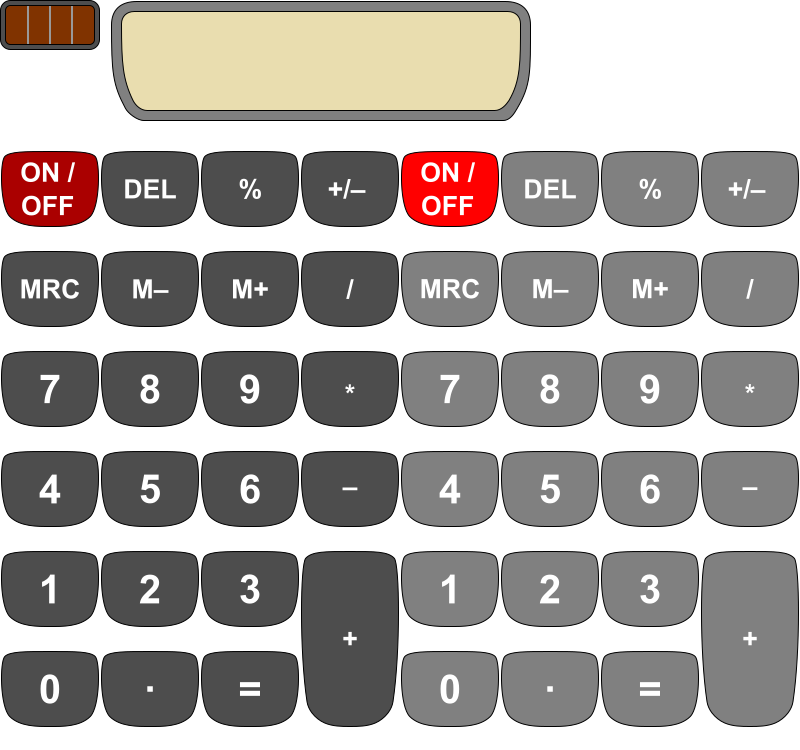 ON / ON /
OFF DEL % +/– OFF DEL % +/–
MRC M– M+ / MRC M– M+ /
7 8 9 * 7 8 9 *
4 5 6 – 4 5 6 –
1 2 3 1 2 3
+ +
0 · = 0 · =